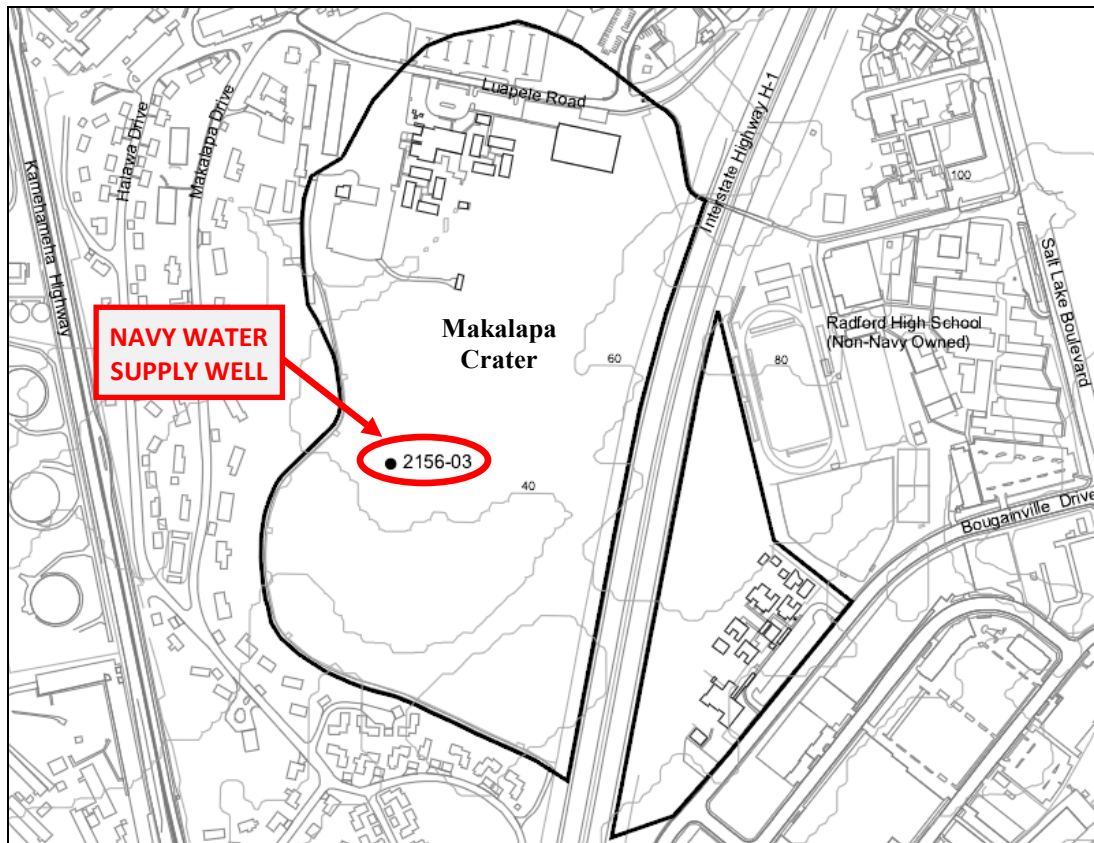 Luapele Road
Interstate Highway H-1
100
Halawa Drive
Makalapa Drive
Kamehameha Highway
Salt Lake Boulevard
NAVY WATER
SUPPLY WELL
Makalapa
Crater
Radford High School
(Non-Navy Owned)
60
80
2156-03
40
Bougainville Drive